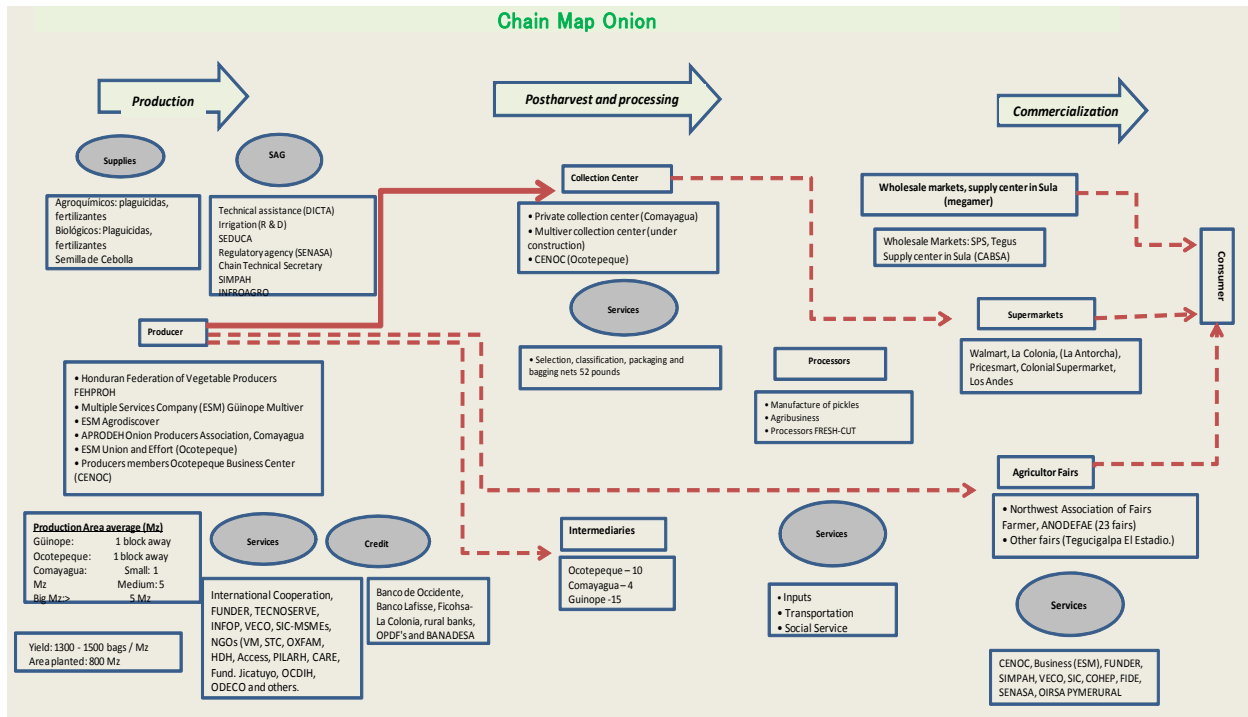 Chain Map Onion
Production
Postharvest and processing
Commercialization
Supplies
SAG
Agroquímicos: plaguicidas,
fertilizantes
Biológicos: Plaguicidas,
fertilizantes
Semilla de Cebolla
Technical assistance (DICTA)
Irrigation (R & D)
SEDUCA
Regulatory agency (SENASA)
Chain Technical Secretary
SIMPAH
INFROAGRO
Collection Center
• Private collection center (Comayagua)
• Multiver collection center (under
construction)
• CENOC (Ocotepeque)
Services
• Selection, classification, packaging and
bagging nets 52 pounds
Wholesale markets, supply center in Sula
(megamer)
Wholesale Markets: SPS, Tegus
Supply center in Sula (CABSA)
Consumer
Supermarkets
Walmart, La Colonia, (La Antorcha),
Pricesmart, Colonial Supermarket,
Los Andes
Producer
• Honduran Federation of Vegetable Producers
FEHPROH
• Multiple Services Company (ESM) Güinope Multiver
• ESM Agrodiscover
• APRODEH Onion Producers Association, Comayagua
• ESM Union and Effort (Ocotepeque)
• Producers members Ocotepeque Business Center
(CENOC)
Processors
• Manufacture of pickles
• Agribusiness
• Processors FRESH-CUT
Agricultor Fairs
• Northwest Association of Fairs
Farmer, ANODEFAE (23 fairs)
• Other fairs (Tegucigalpa El Estadio.)
Production Area average (Mz)
Güinope: 1 block away
Ocotepeque: 1 block away
Comayagua: Small: 1
Mz Medium: 5
Big Mz:> 5 Mz
Yield: 1300 - 1500 bags / Mz
Area planted: 800 Mz
Services
International Cooperation,
FUNDER, TECNOSERVE,
INFOP, VECO, SIC-MSMEs,
NGOs (VM, STC, OXFAM,
HDH, Access, PILARH, CARE,
Fund. Jicatuyo, OCDIH,
ODECO and others.
Credit
Banco de Occidente,
Banco Lafisse, Ficohsa-
La Colonia, rural banks,
OPDF's and BANADESA
Intermediaries
Ocotepeque – 10
Comayagua – 4
Guinope -15
Services
• Inputs
• Transportation
• Social Service
Services
CENOC, Business (ESM), FUNDER,
SIMPAH, VECO, SIC, COHEP, FIDE,
SENASA, OIRSA PYMERURAL